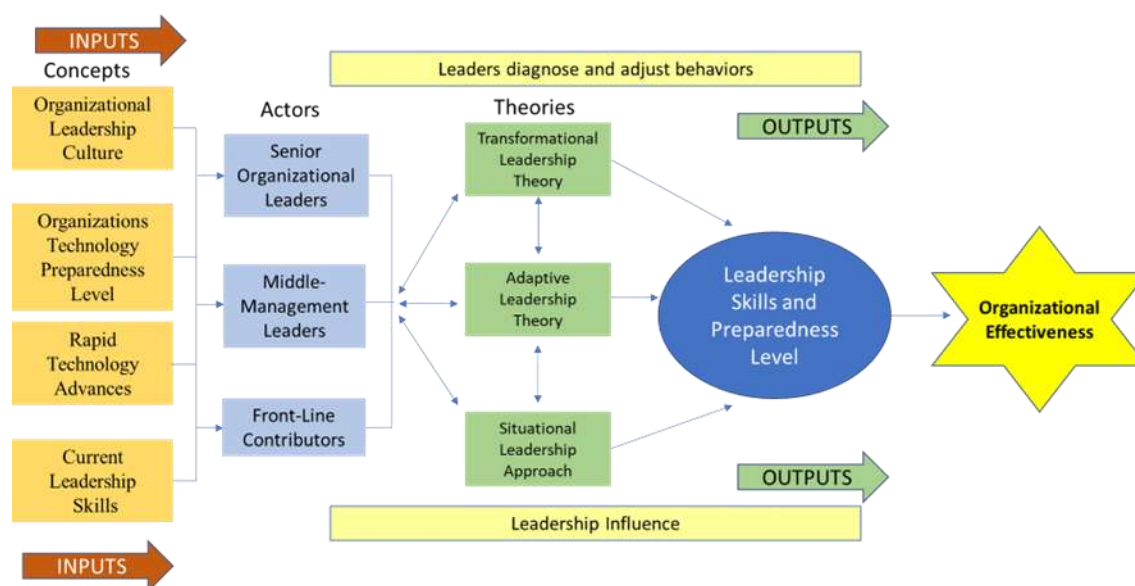 INPUTS
Concepts
Organizational
Leadership
Culture
Organizations
Technology
Preparedness
Level
Rapid
Technology
Advances
Current
Leadership
Skills
INPUTS
Actors
Senior
Organizational
Leaders
Middle-
Management
Leaders
Front-Line
Contributors
Leaders diagnose and adjust behaviors
Theories
Transformational
Leadership
Theory
Adaptive
Leadership
Theory
Situational
Leadership
Approach
Leadership Influence
OUTPUTS
Leadership
Skills and
Preparedness
Level
OUTPUTS
Organizational
Effectiveness